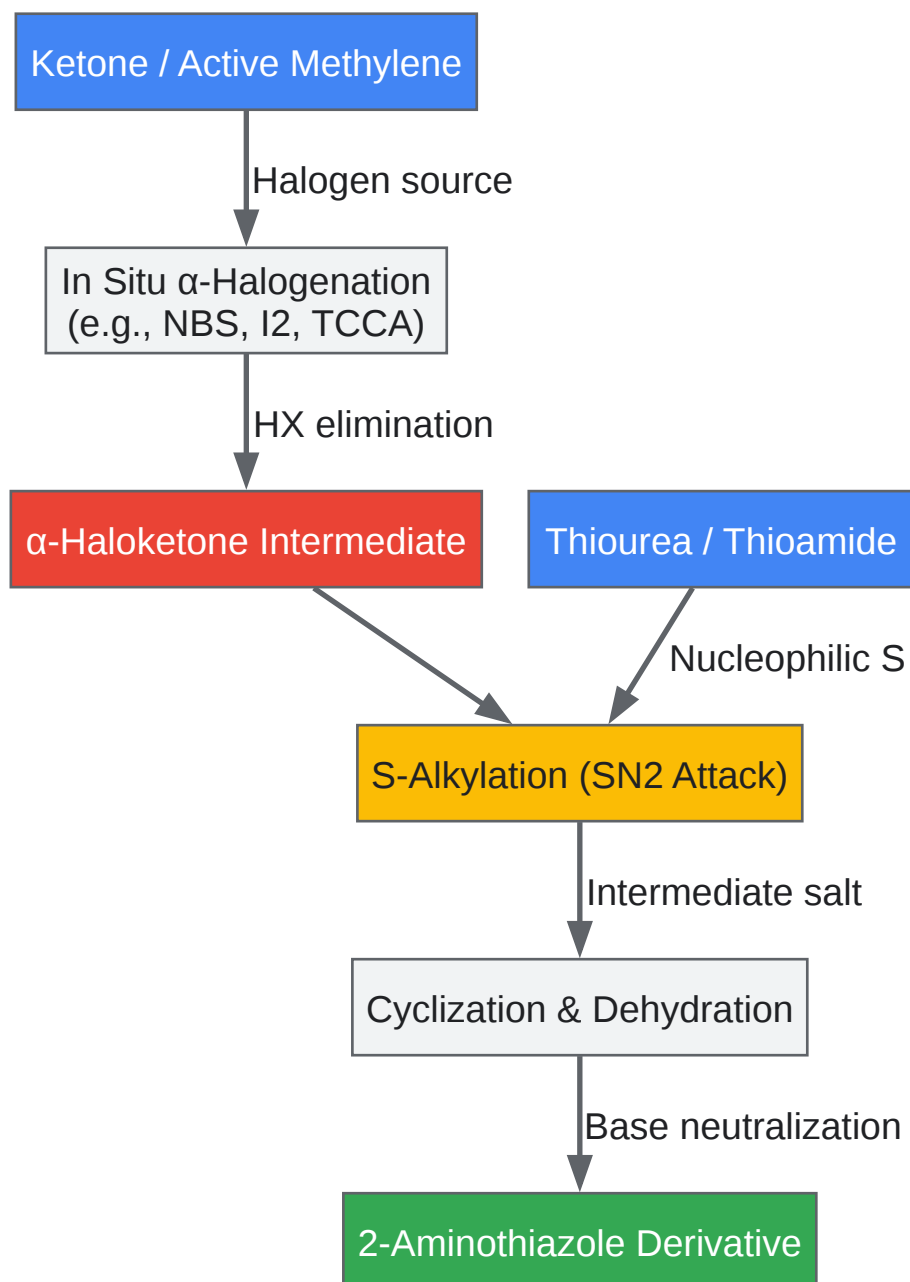 Ketone / Active Methylene
Halogen source
In Situ α-Halogenation
(e.g., NBS, I2, TCCA)
HX elimination
α-Haloketone Intermediate
Thiourea / Thioamide
Nucleophilic S
S-Alkylation (SN2 Attack)
Intermediate salt
Cyclization & Dehydration
Base neutralization
2-Aminothiazole Derivative